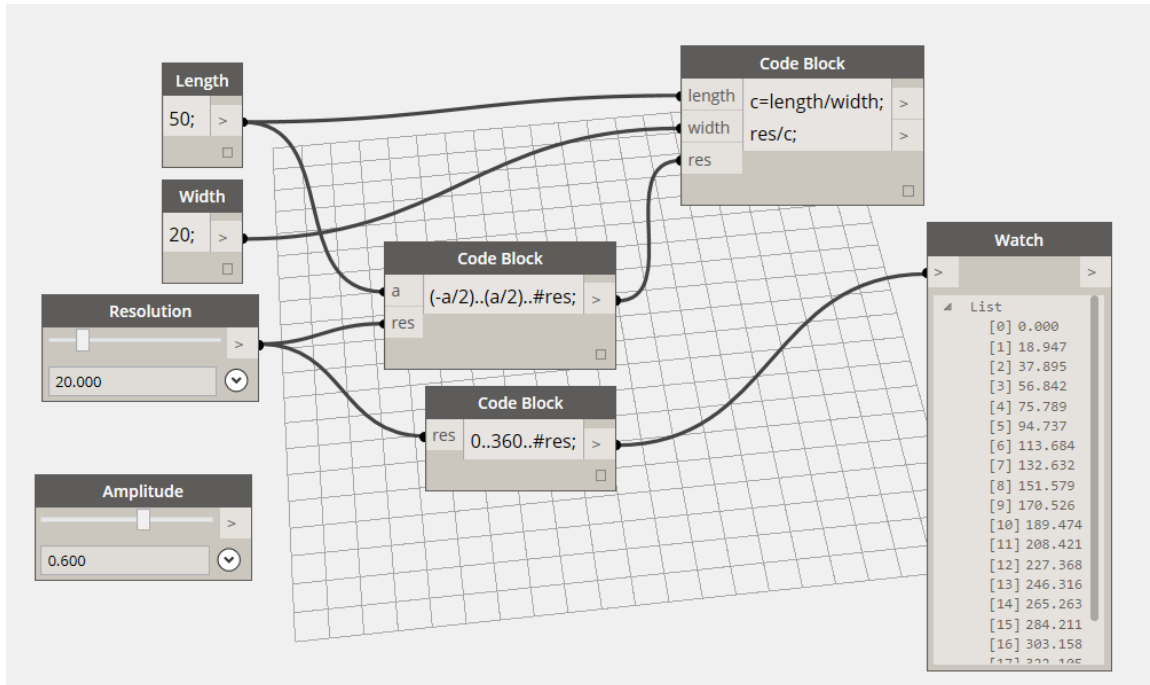 Length
50; >
Width
20; >
Resolution
>
20.000
Amplitude
>
0.600
Code Block
length c=length/width; >
width res/c; >
res
Code Block
a (-a/2)..(a/2)..#res; >
res
Code Block
res 0..360..#res; >
Watch
> >
List
[0] 0.000
[1] 18.947
[2] 37.895
[3] 56.842
[4] 75.789
[5] 94.737
[6] 113.684
[7] 132.632
[8] 151.579
[9] 170.526
[10] 189.474
[11] 208.421
[12] 227.368
[13] 246.316
[14] 265.263
[15] 284.211
[16] 303.158
[17] 322.105